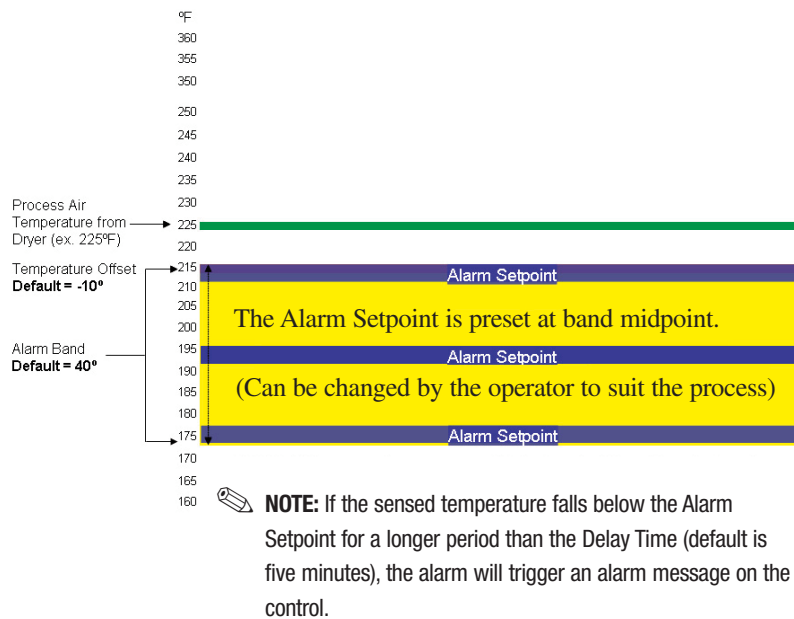 ºF
360
355
350
250
245
240
235
230
Process Air
Temperature from
Dryer (ex. 225ºF)
225
220
Temperature Offset
Default = -10º
215
Alarm Setpoint
210
205
The Alarm Setpoint is preset at band midpoint.
200
Alarm Band
Default = 40º
195
Alarm Setpoint
190
185
(Can be changed by the operator to suit the process)
180
175
Alarm Setpoint
170
165
160
NOTE: If the sensed temperature falls below the Alarm
Setpoint for a longer period than the Delay Time (default is
five minutes), the alarm will trigger an alarm message on the
control.